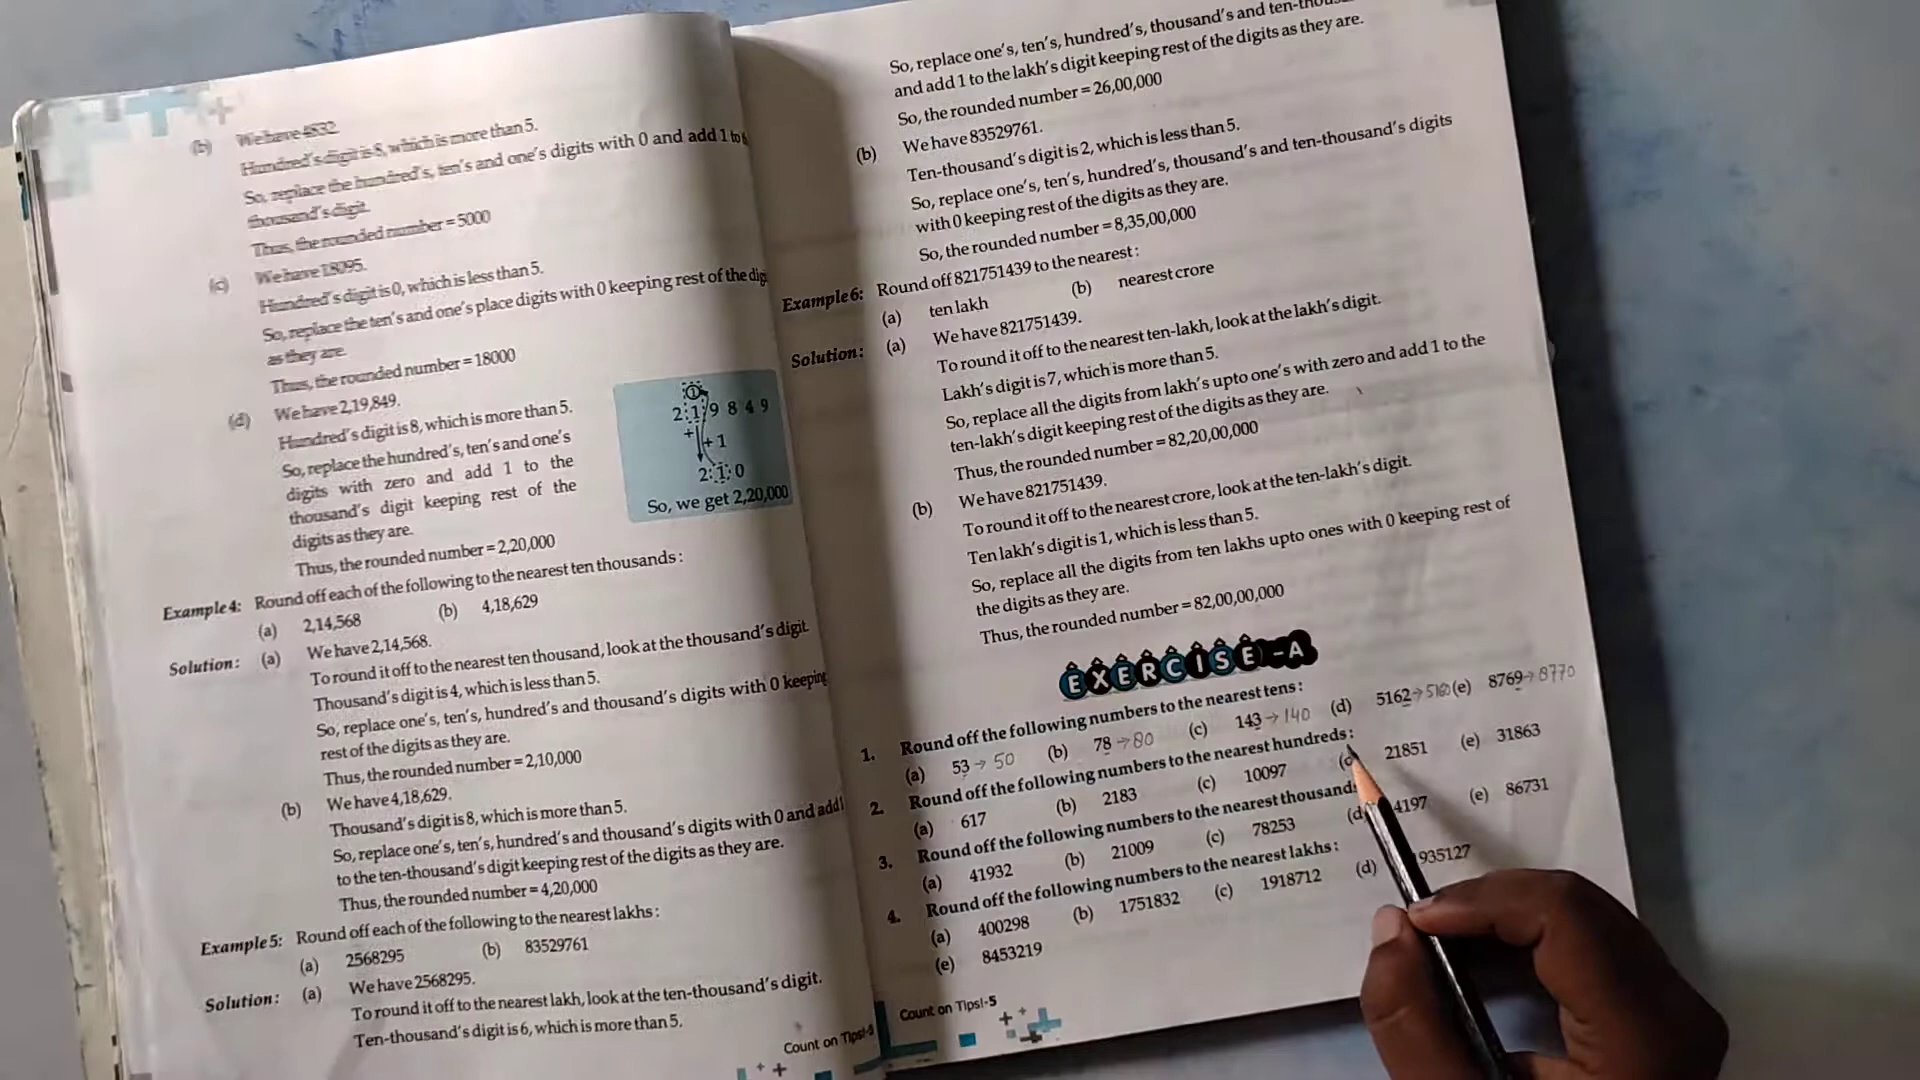 (b) We have 4832.
Hundred's digit is 8, which is more than 5.
So, replace the hundred's, ten's and one's digits with 0 and add 1 to
thousand's digit.
Thus, the rounded number = 5000
(c) We have 18095.
Hundred's digit is 0, which is less than 5.
So, replace the ten's and one's place digits with 0 keeping rest of the
as they are.
Thus, the rounded number = 18000
(d) We have 2,19,849.
Hundred's digit is 8, which is more than 5.
So, replace the hundred's, ten's and one's
digits with zero and add 1 to the
thousand's digit keeping rest of the
digits as they are.
Thus, the rounded number = 2,20,000
1
2 1 9 8 4 9
+ +1
2 1 0
So, we get 2,20,000
Example 4: Round off each of the following to the nearest ten thousands :
(a) 2,14,568 (b) 4,18,629
Solution : (a) We have 2,14,568.
To round it off to the nearest ten thousand, look at the thousand's digit.
Thousand's digit is 4, which is less than 5.
So, replace one's, ten's, hundred's and thousand's digits with 0 keeping
rest of the digits as they are.
Thus, the rounded number = 2,10,000
(b) We have 4,18,629.
Thousand's digit is 8, which is more than 5.
So, replace one's, ten's, hundred's and thousand's digits with 0 and add 1
to the ten-thousand's digit keeping rest of the digits as they are.
Thus, the rounded number = 4,20,000
Example 5: Round off each of the following to the nearest lakhs :
(a) 2568295 (b) 83529761
Solution : (a) We have 2568295.
To round it off to the nearest lakh, look at the ten-thousand's digit.
Ten-thousand's digit is 6, which is more than 5.
Count on Tips!-5
So, replace one's, ten's, hundred's, thousand's and
and add 1 to the lakh's digit keeping rest of the digits as they are.
So, the rounded number = 26,00,000
(b) We have 83529761.
Ten-thousand's digit is 2, which is less than 5.
So, replace one's, ten's, hundred's, thousand's and ten-thousand's digits
with 0 keeping rest of the digits as they are.
So, the rounded number = 8,35,00,000
Example 6: Round off 821751439 to the nearest :
(a) ten lakh (b) nearest crore
Solution : (a) We have 821751439.
To round it off to the nearest ten-lakh, look at the lakh's digit.
Lakh's digit is 7, which is more than 5.
So, replace all the digits from lakh's upto one's with zero and add 1 to the
ten-lakh's digit keeping rest of the digits as they are.
Thus, the rounded number = 82,20,00,000
(b) We have 821751439.
To round it off to the nearest crore, look at the ten-lakh's digit.
Ten lakh's digit is 1, which is less than 5.
So, replace all the digits from ten lakhs upto ones with 0 keeping rest of
the digits as they are.
Thus, the rounded number = 82,00,00,000
EXERCISE-A
1. Round off the following numbers to the nearest tens :
(a) 53 → 50 (b) 78 → 80 (c) 143 → 140 (d) 5162 → (e) 8769 → 8770
2. Round off the following numbers to the nearest hundreds :
(a) 617 (b) 2183 (c) 10097 21851 (e) 31863
3. Round off the following numbers to the nearest
(a) 41932 (b) 21009 (c) 78253 (d) 4197 (e) 86731
4. Round off the following numbers to the nearest lakhs :
(a) 400298 (b) 1751832 (c) 1918712 (d) 935127
(e) 8453219
Count on Tips!-5